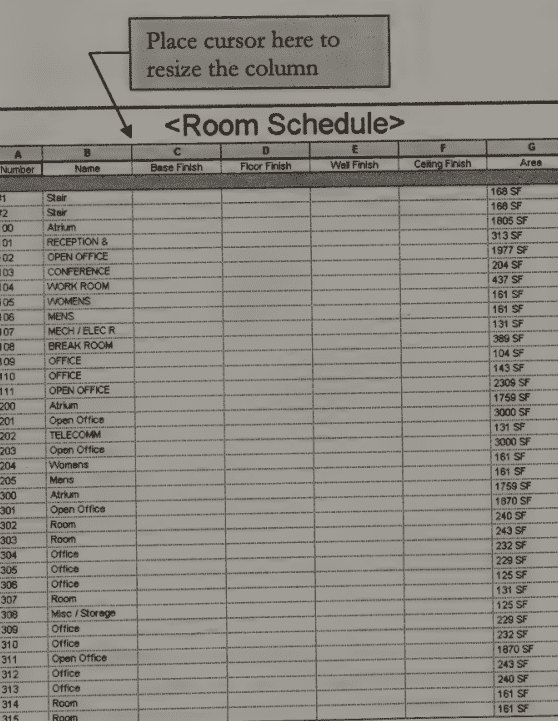 Place cursor here to
resize the column
<Room Schedule>
A B C D E F G
Number Name Base Finish Floor Finish Wall Finish Ceiling Finish Area
#1 Stair 168 SF
#2 Stair 168 SF
100 Atrium 1805 SF
101 RECEPTION & 313 SF
102 OPEN OFFICE 1977 SF
103 CONFERENCE 204 SF
104 WORK ROOM 437 SF
105 WOMENS 161 SF
106 MENS 161 SF
107 MECH / ELEC R 131 SF
108 BREAK ROOM 389 SF
109 OFFICE 104 SF
110 OFFICE 143 SF
111 OPEN OFFICE 2309 SF
200 Atrium 1759 SF
201 Open Office 3000 SF
202 TELECOMM 131 SF
203 Open Office 3000 SF
204 Womens 161 SF
205 Mens 161 SF
300 Atrium 1759 SF
301 Open Office 1870 SF
302 Room 240 SF
303 Room 243 SF
304 Office 232 SF
305 Office 229 SF
306 Office 125 SF
307 Room 131 SF
308 Misc / Storage 125 SF
309 Office 229 SF
310 Office 232 SF
311 Open Office 1870 SF
312 Office 243 SF
313 Office 240 SF
314 Room 161 SF
315 Room 161 SF